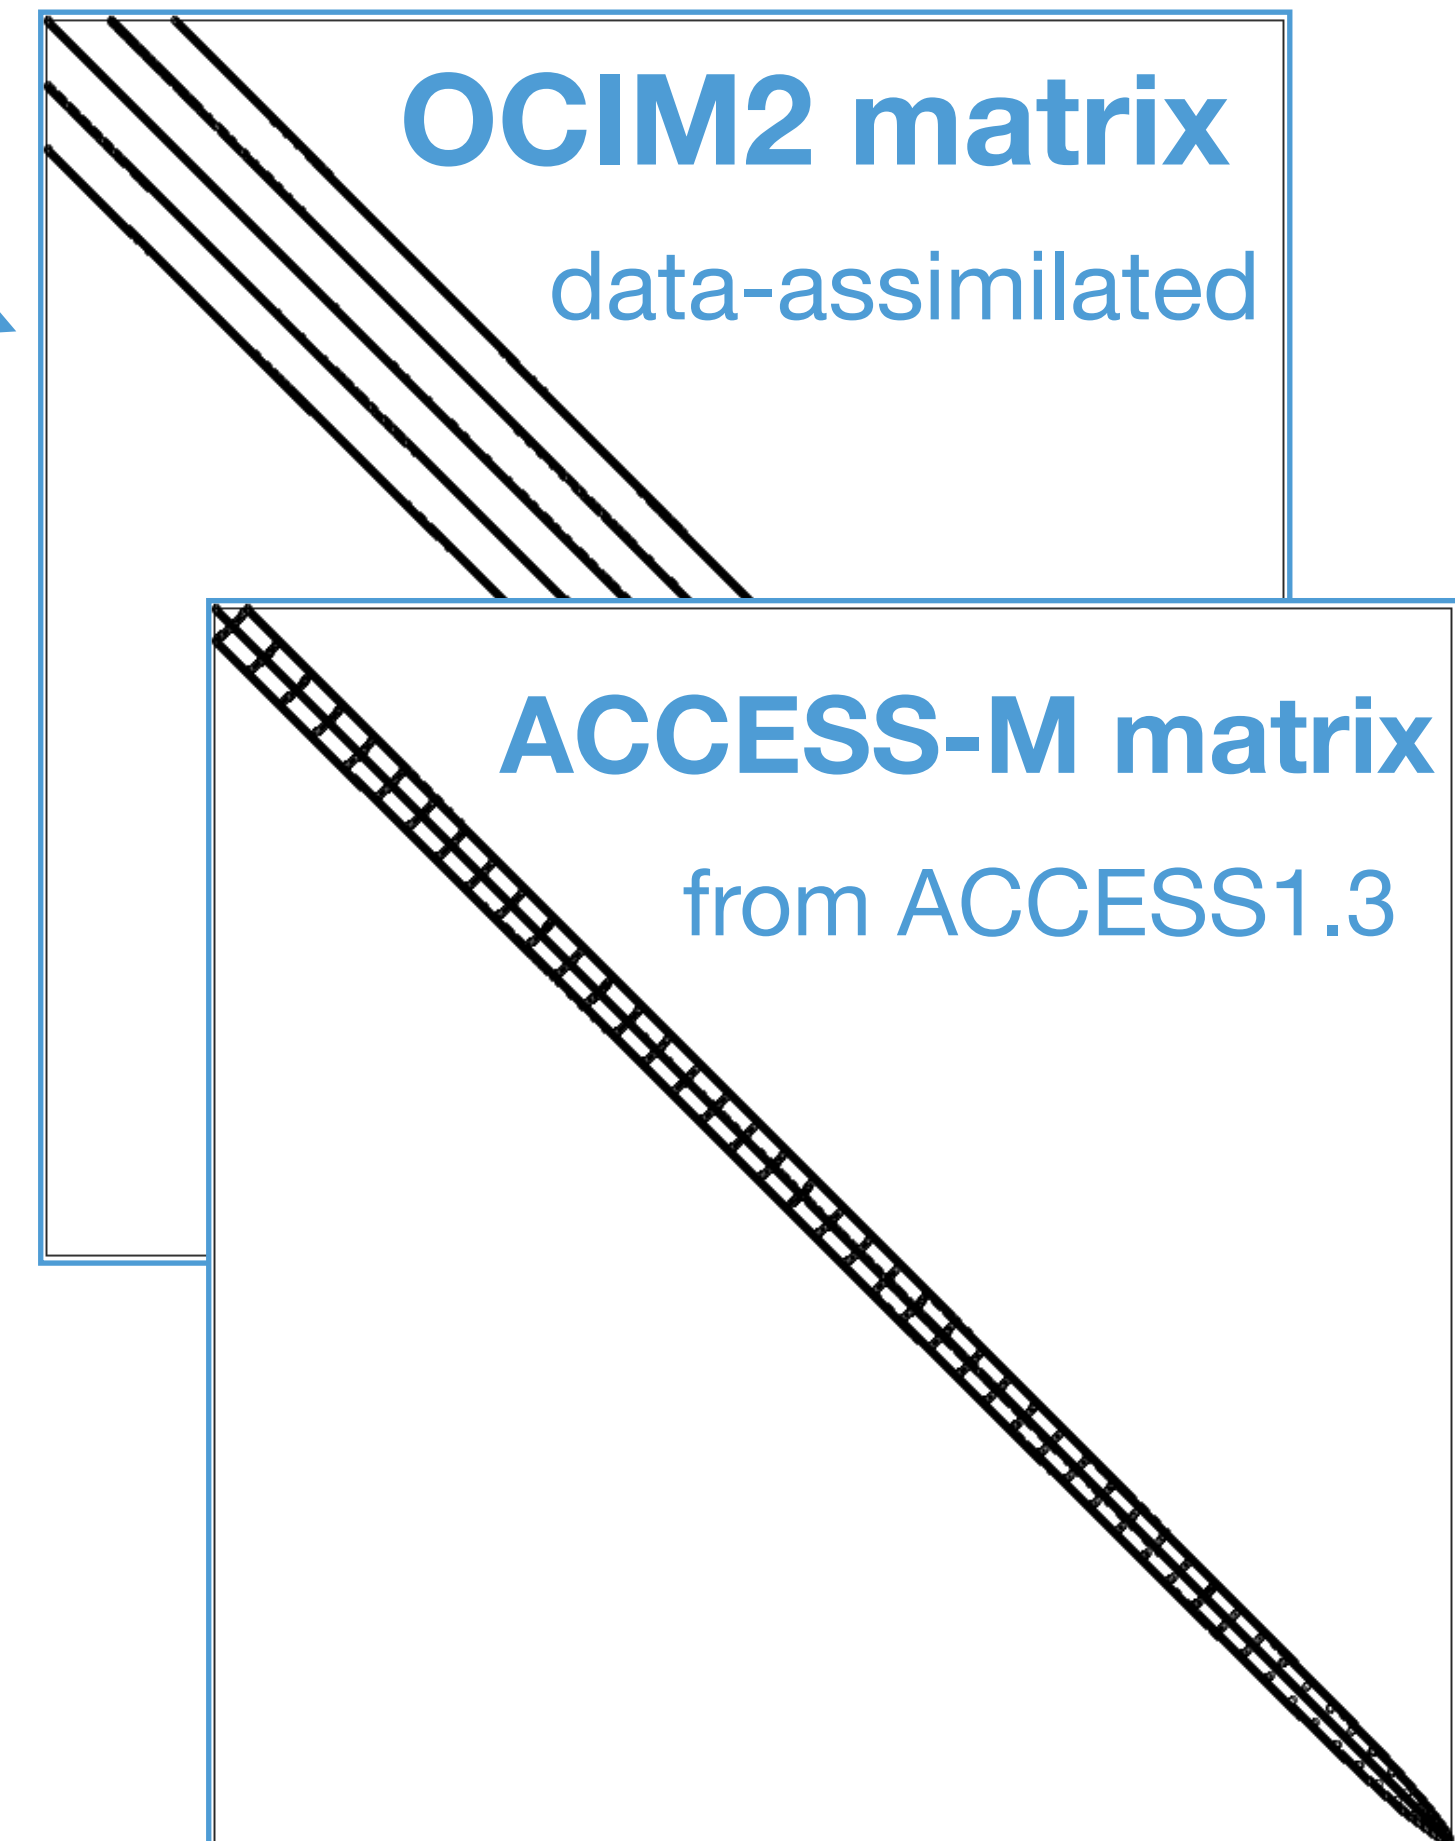 OCIM2 matrix
data-assimilated
ACCESS-M matrix
from ACCESS1.3